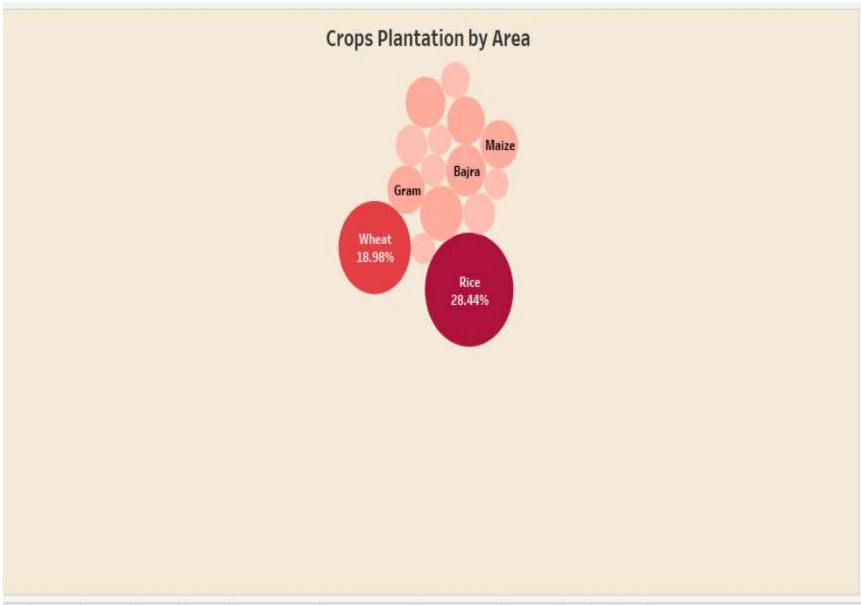 Crops Plantation by Area
Maize
Bajra
Gram
Wheat
18.98%
Rice
28.44%